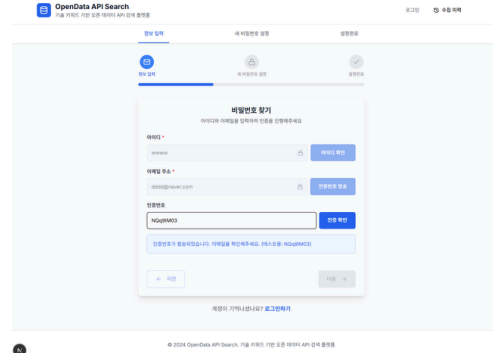 OpenData API Search
기술 키워드 기반 오픈 데이터 API 검색 플랫폼
로그인
수집 이력
정보 입력
새 비밀번호 설정
설정완료
정보 입력
새 비밀번호 설정
설정완료
비밀번호 찾기
아이디와 이메일을 입력하여 인증을 진행해주세요
아이디 *
wwww
아이디 확인
이메일 주소 *
인증번호 발송
인증번호
NQq9IM03
인증 확인
인증번호가 발송되었습니다. 이메일을 확인해주세요. (테스트용: NQq9IM03)
← 이전
다음 →
계정이 기억나셨나요? 로그인하기
© 2024 OpenData API Search. 기술 키워드 기반 오픈 데이터 API 검색 플랫폼
N